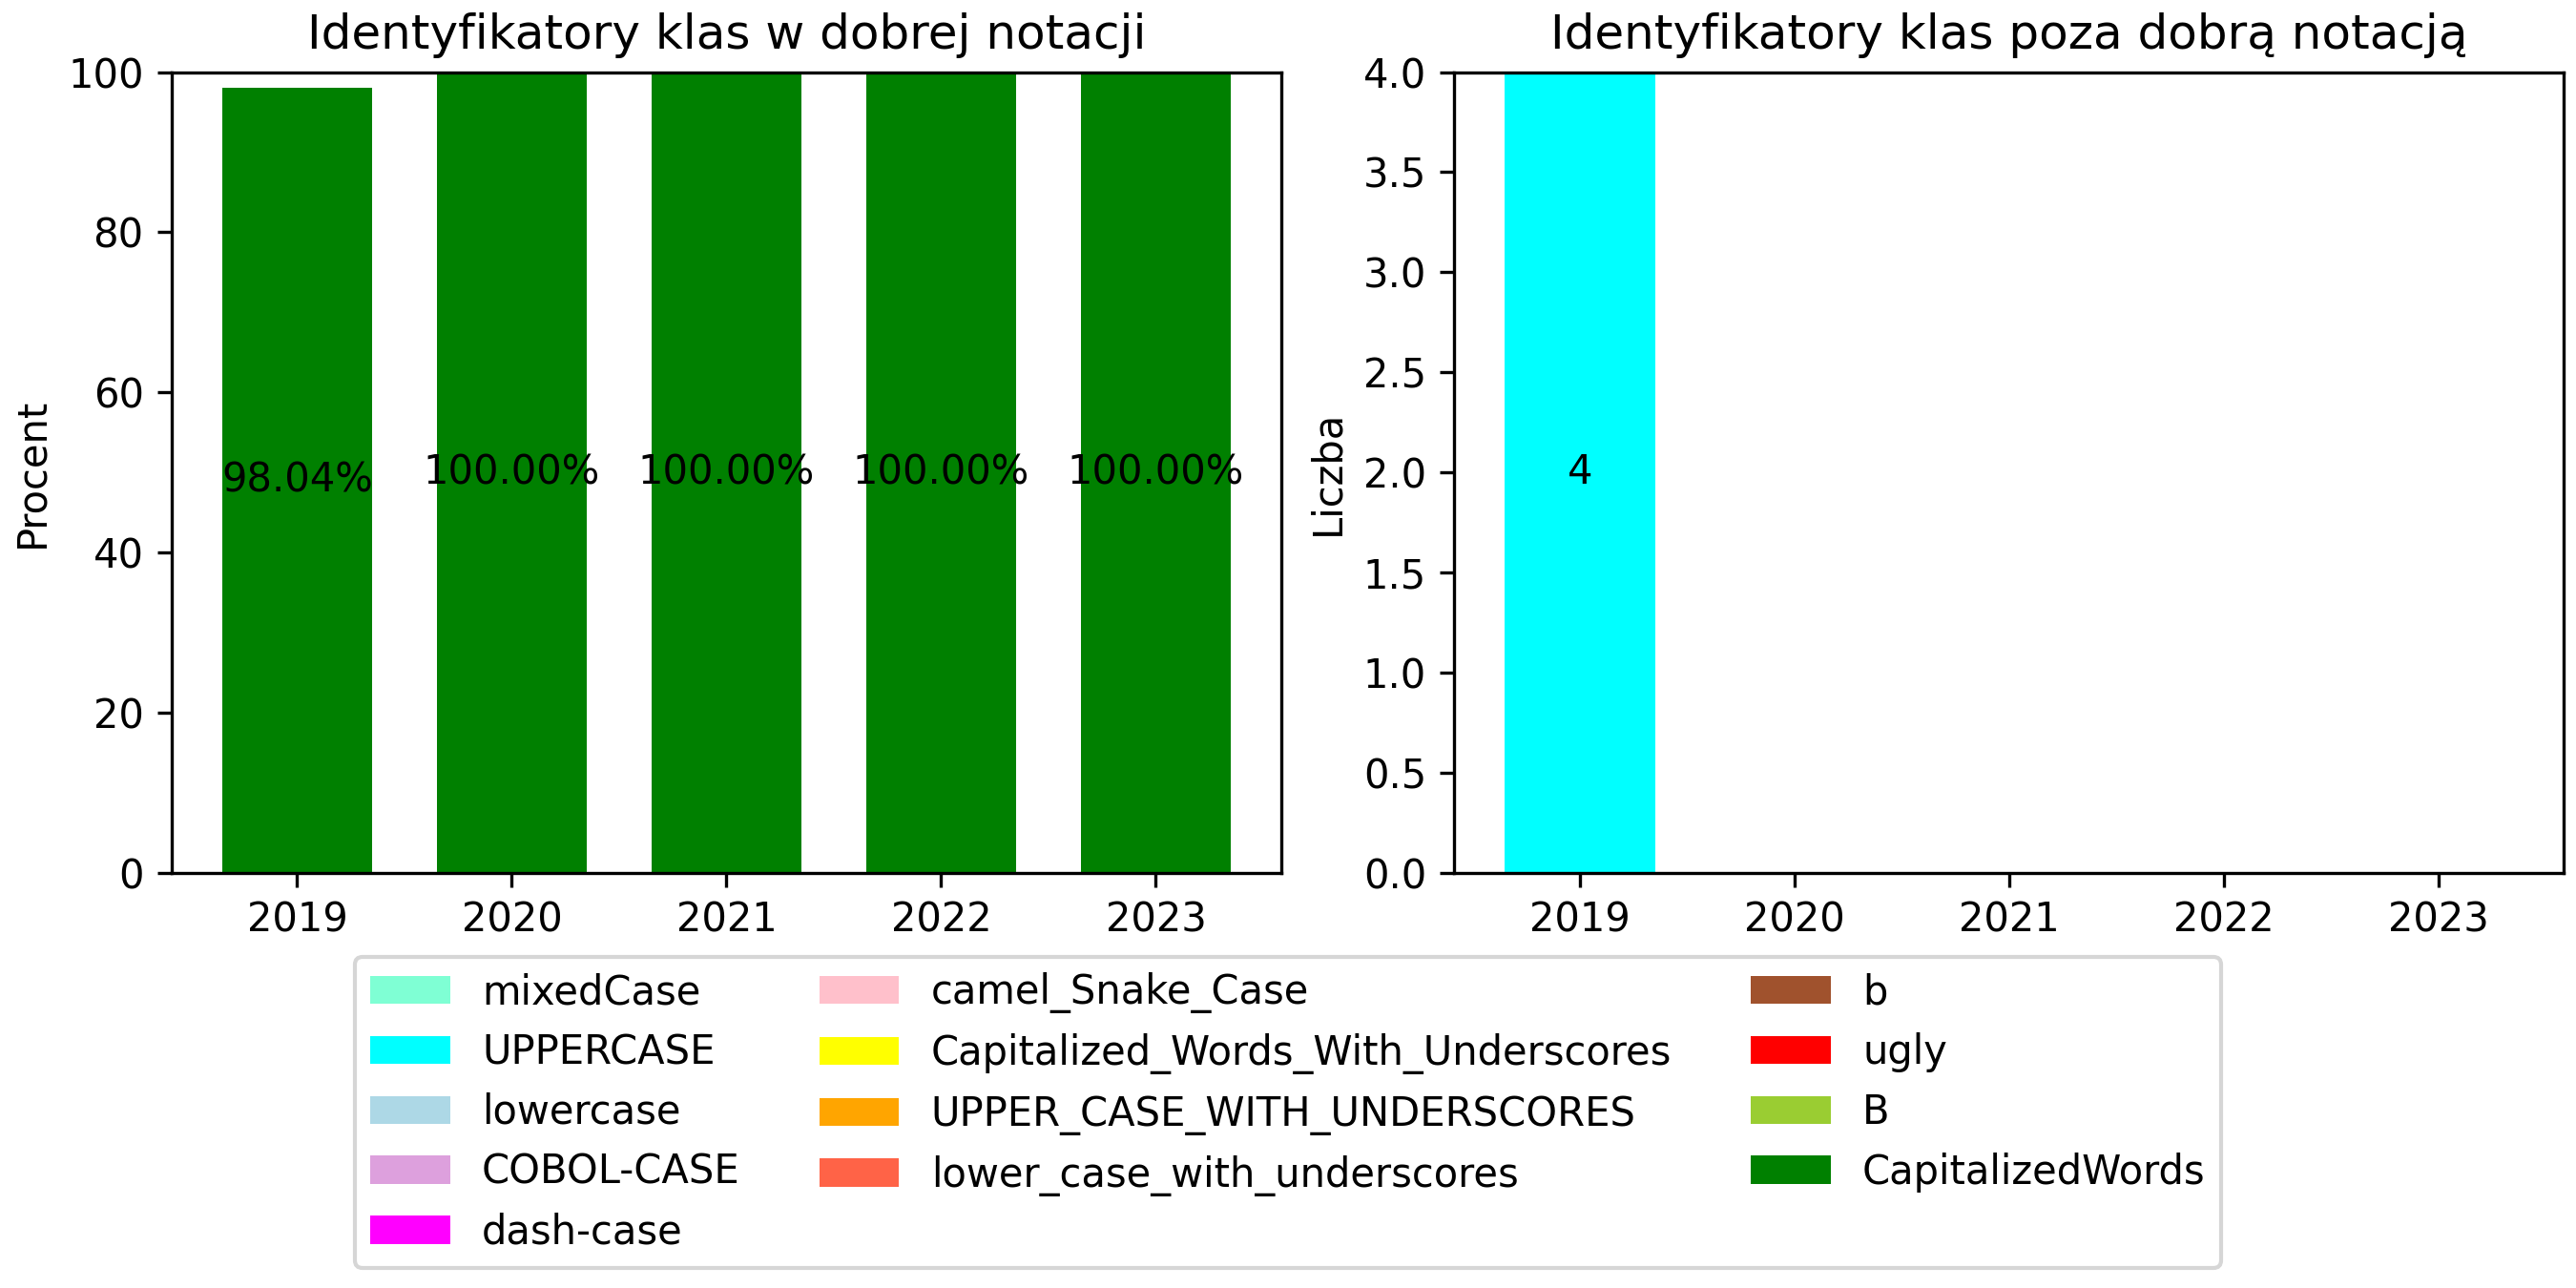 Identyfikatory klas w dobrej notacji
Procent
100
80
60
40
20
0
98.04%
100.00%
100.00%
100.00%
100.00%
2019
2020
2021
2022
2023
Identyfikatory klas poza dobrą notacją
Liczba
4.0
3.5
3.0
2.5
2.0
1.5
1.0
0.5
0.0
4
2019
2020
2021
2022
2023
mixedCase
UPPERCASE
lowercase
COBOL-CASE
dash-case
camel_Snake_Case
Capitalized_Words_With_Underscores
UPPER_CASE_WITH_UNDERSCORES
lower_case_with_underscores
b
ugly
B
CapitalizedWords